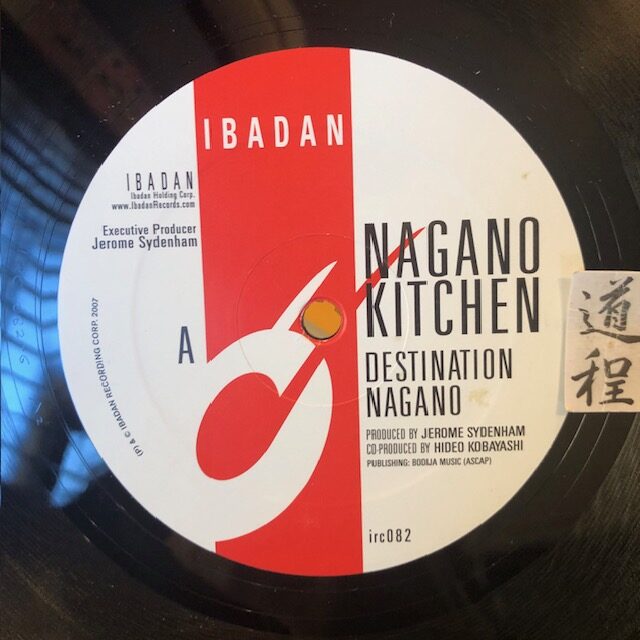 IBADAN
IBADAN
Ibadan Holding Corp.
www.IbadanRecords.com
Executive Producer
Jerome Sydenham
A
(P) & C IBADAN RECORDING CORP. 2007
NAGANO
KITCHEN
DESTINATION
NAGANO
PRODUCED BY JEROME SYDENHAM
CO-PRODUCED BY HIDEO KOBAYASHI
PUBLISHING: BODIJA MUSIC (ASCAP)
irc082
道程